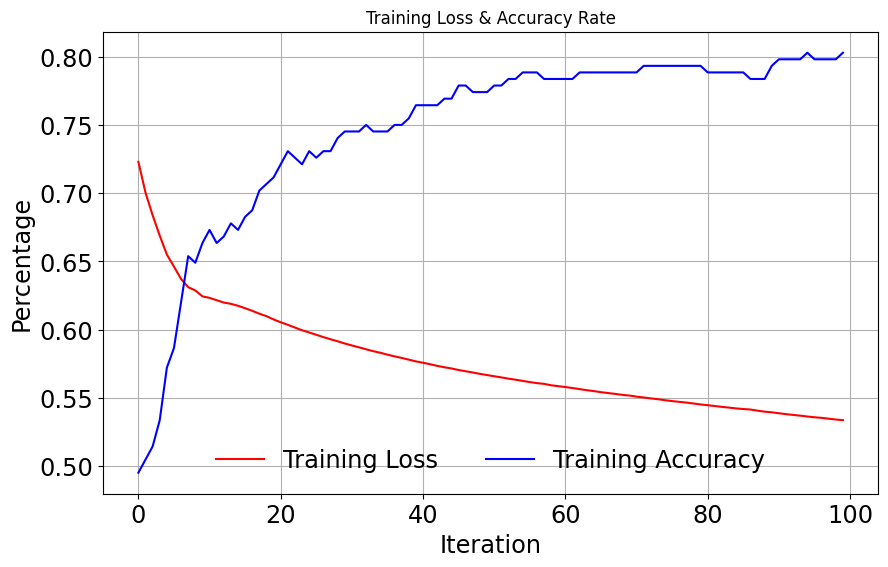 Training Loss & Accuracy Rate
Percentage
0.80
0.75
0.70
0.65
0.60
0.55
0.50
Training Loss
Training Accuracy
0 20 40 60 80 100
Iteration